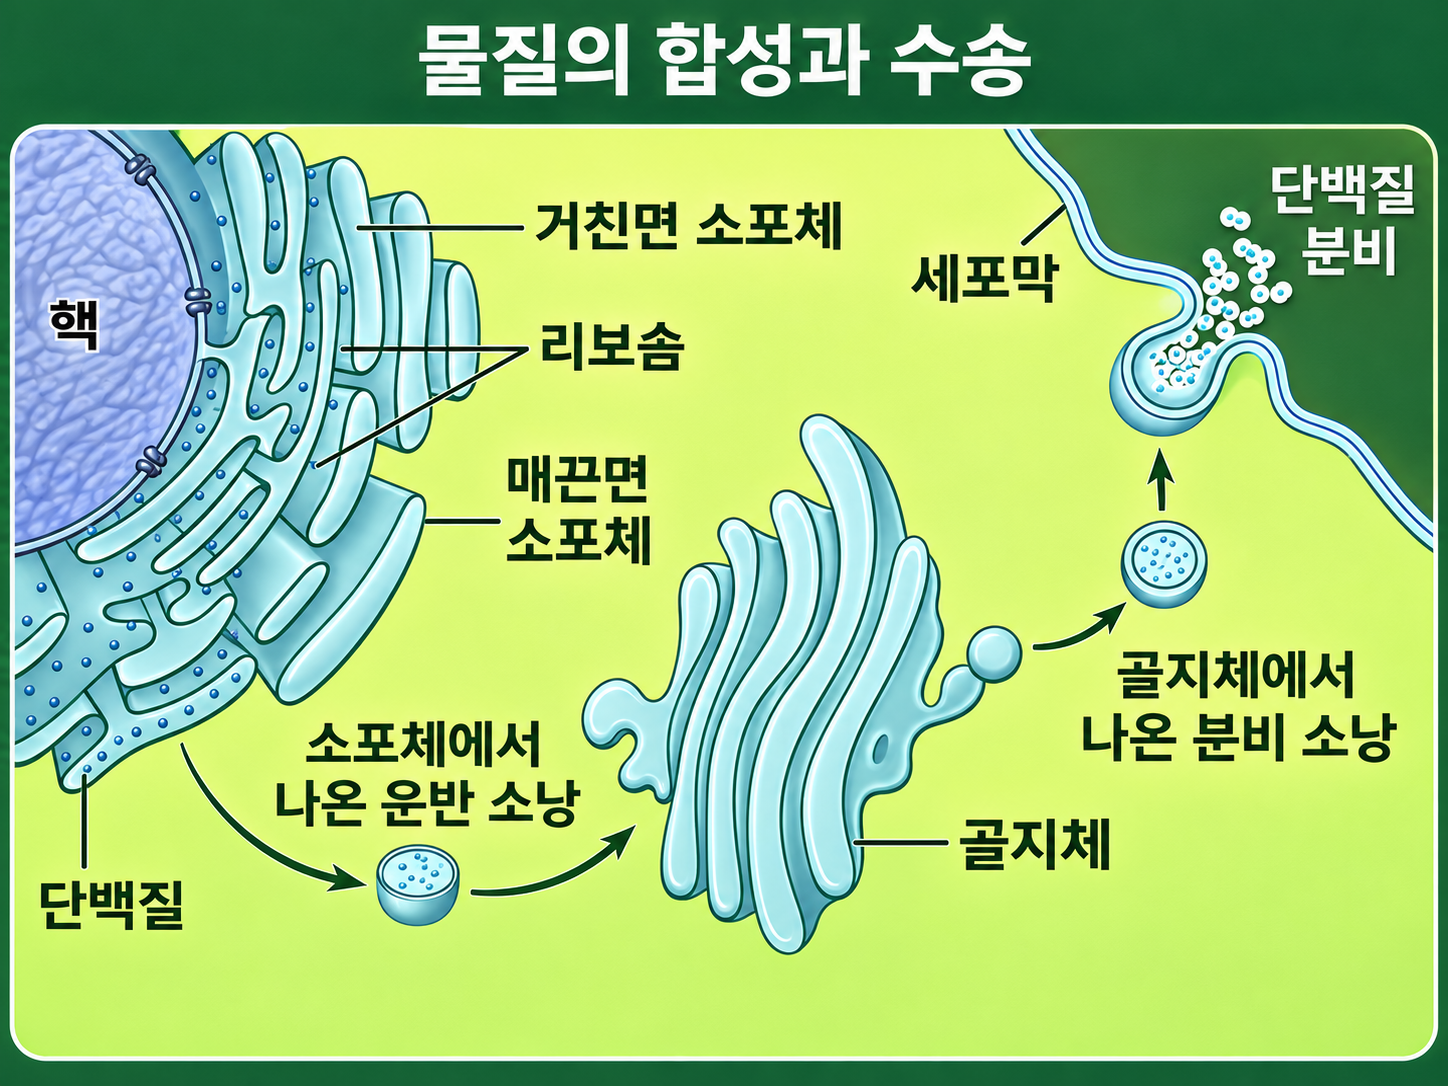 물질의 합성과 수송
핵
거친면 소포체
리보솜
매끈면
소포체
세포막
단백질
분비
소포체에서
나온 운반 소낭
골지체에서
나온 분비 소낭
골지체
단백질